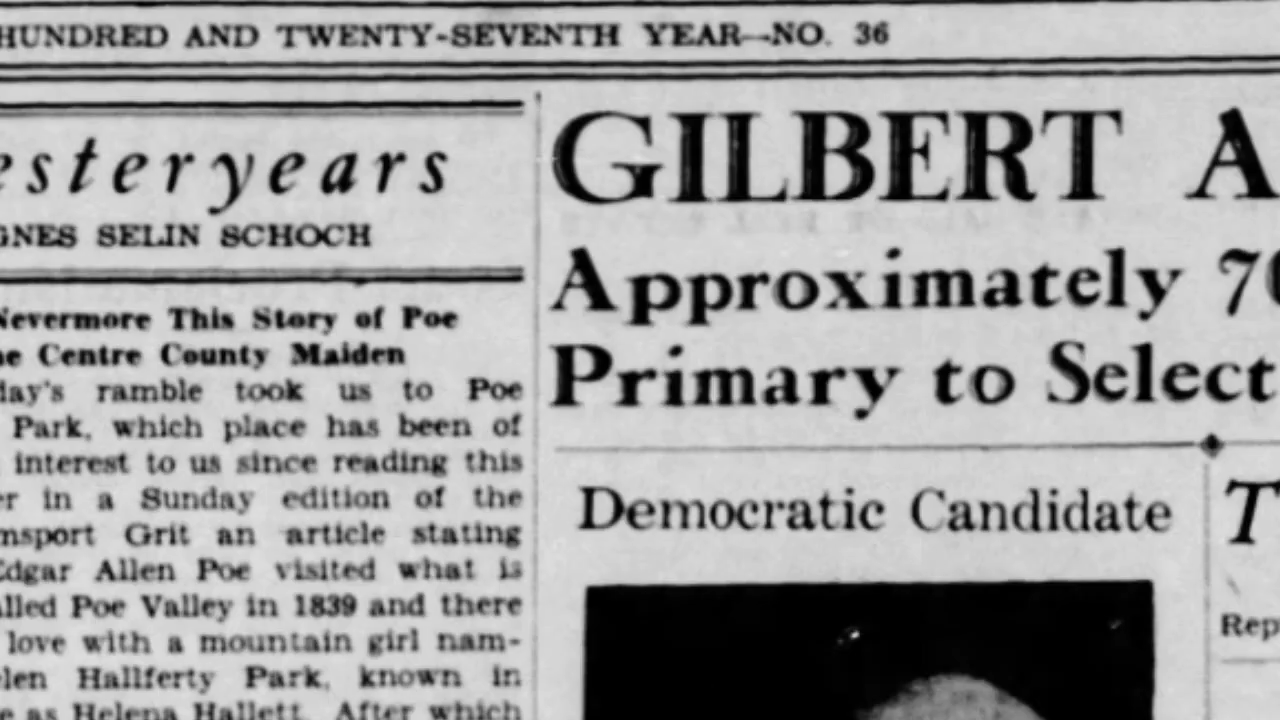 HUNDRED AND TWENTY-SEVENTH YEAR—NO. 36
esteryears
GNES SELIN SCHOCH
Nevermore This Story of Poe
he Centre County Maiden
day's ramble took us to Poe
Park, which place has been of
interest to us since reading this
er in a Sunday edition of the
msport Grit an article stating
Edgar Allen Poe visited what is
alled Poe Valley in 1839 and there
love with a mountain girl nam-
elen Hallferty Park, known in
e as Helena Hallett. After which
GILBERT A
Approximately 70
Primary to Select
Democratic Candidate
T
Rep